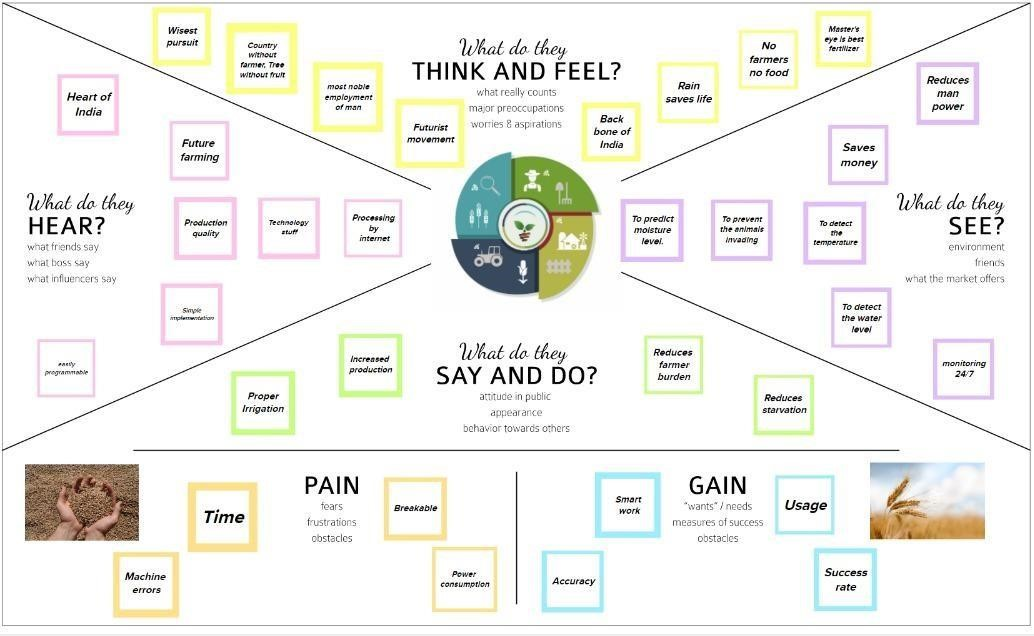 What do they
THINK AND FEEL?
what really counts
major preoccupations
worries & aspirations
Wisest
pursuit
Country
without
farmer, Tree
without fruit
most noble
employment
of man
Futurist
movement
Back
bone of
India
Rain
saves life
No
farmers
no food
Master's
eye is best
fertilizer
What do they
HEAR?
what friends say
what boss say
what influencers say
Heart of
India
Future
farming
Production
quality
Technology
stuff
Processing
by
internet
Simple
implementation
easily
programmable
What do they
SEE?
environment
friends
what the market offers
Reduces
man
power
Saves
money
To predict
moisture
level.
To prevent
the animals
invading
To detect
the
temperature
To detect
the water
level
monitoring
24/7
What do they
SAY AND DO?
attitude in public
appearance
behavior towards others
Increased
production
Proper
Irrigation
Reduces
farmer
burden
Reduces
starvation
PAIN
fears
frustrations
obstacles
Time
Breakable
Machine
errors
Power
consumption
GAIN
"wants" / needs
measures of success
obstacles
Smart
work
Usage
Accuracy
Success
rate